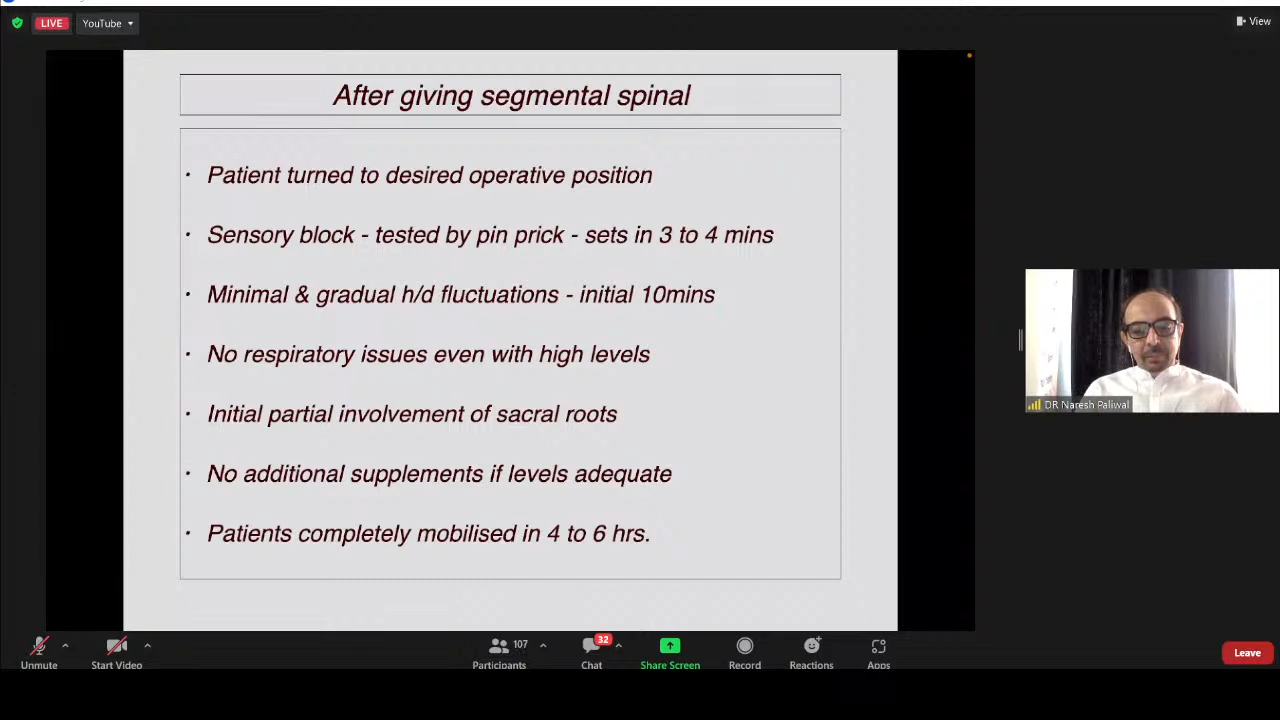 LIVE
YouTube
View
After giving segmental spinal
· Patient turned to desired operative position
· Sensory block - tested by pin prick - sets in 3 to 4 mins
· Minimal & gradual h/d fluctuations - initial 10mins
· No respiratory issues even with high levels
· Initial partial involvement of sacral roots
· No additional supplements if levels adequate
· Patients completely mobilised in 4 to 6 hrs.
DR Naresh Paliwal
Unmute
Start Video
107
Participants
32
Chat
Share Screen
Record
Reactions
Apps
Leave